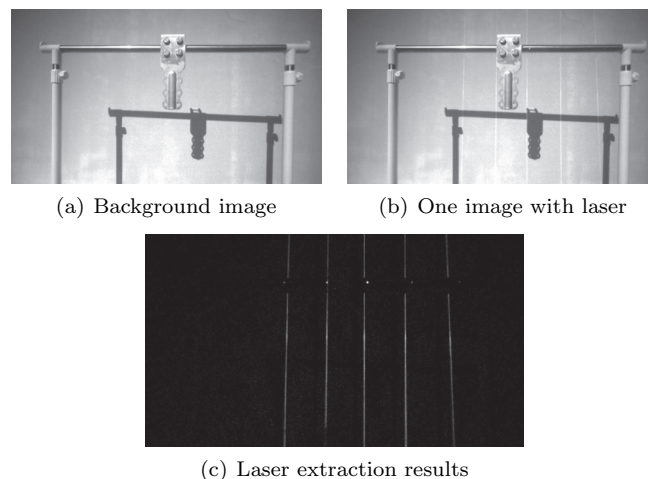 (a) Background image
(b) One image with laser
(c) Laser extraction results